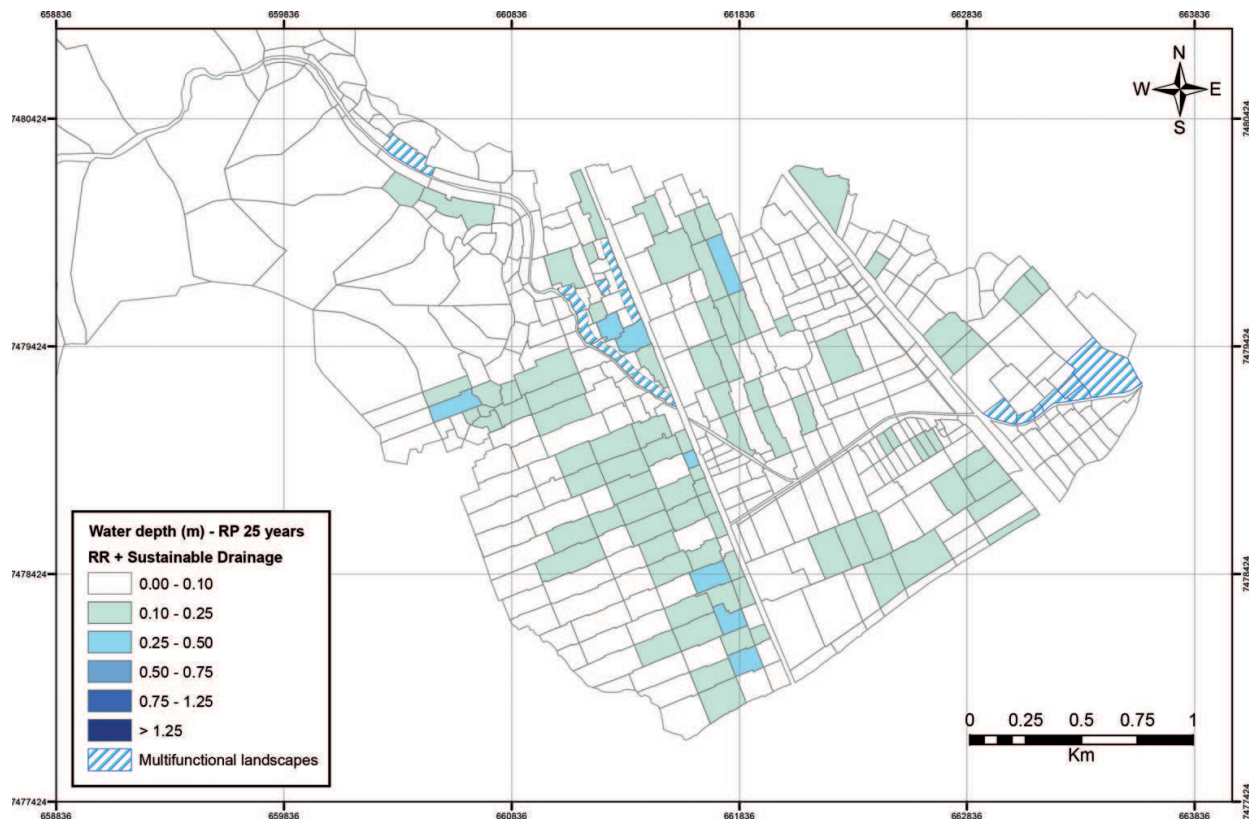 658836 659836 660836 661836 662836 663836
N
W E
S
7480424 7480424
7479424 7479424
7478424 7478424
7477424 7477424
Water depth (m) - RP 25 years
RR + Sustainable Drainage
0.00 - 0.10
0.10 - 0.25
0.25 - 0.50
0.50 - 0.75
0.75 - 1.25
> 1.25
Multifunctional landscapes
0 0.25 0.5 0.75 1
Km
658836 659836 660836 661836 662836 663836